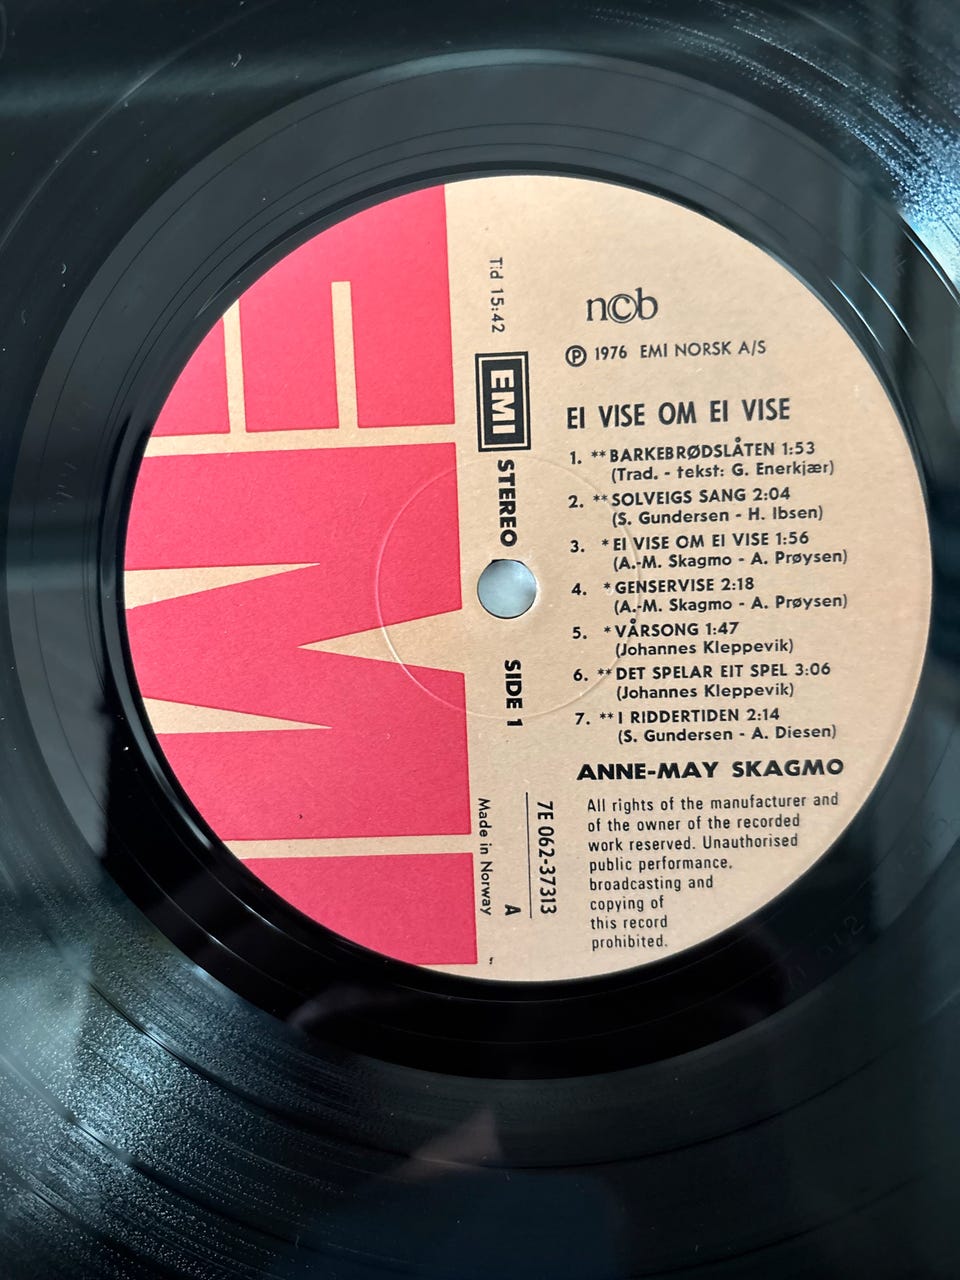 EMI
Tid 15:42
EMI
STEREO
SIDE 1
Made in Norway
7E 062-37313
A
ncb
Ⓟ 1976 EMI NORSK A/S
EI VISE OM EI VISE
1. **BARKEBRØDSLÅTEN 1:53
(Trad. - tekst: G. Enerkjær)
2. **SOLVEIGS SANG 2:04
(S. Gundersen - H. Ibsen)
3. *EI VISE OM EI VISE 1:56
(A.-M. Skagmo - A. Prøysen)
4. *GENSERVISE 2:18
(A.-M. Skagmo - A. Prøysen)
5. *VÅRSONG 1:47
(Johannes Kleppevik)
6. **DET SPELAR EIT SPEL 3:06
(Johannes Kleppevik)
7. **I RIDDERTIDEN 2:14
(S. Gundersen - A. Diesen)
ANNE-MAY SKAGMO
All rights of the manufacturer and
of the owner of the recorded
work reserved. Unauthorised
public performance.
broadcasting and
copying of
this record
prohibited.